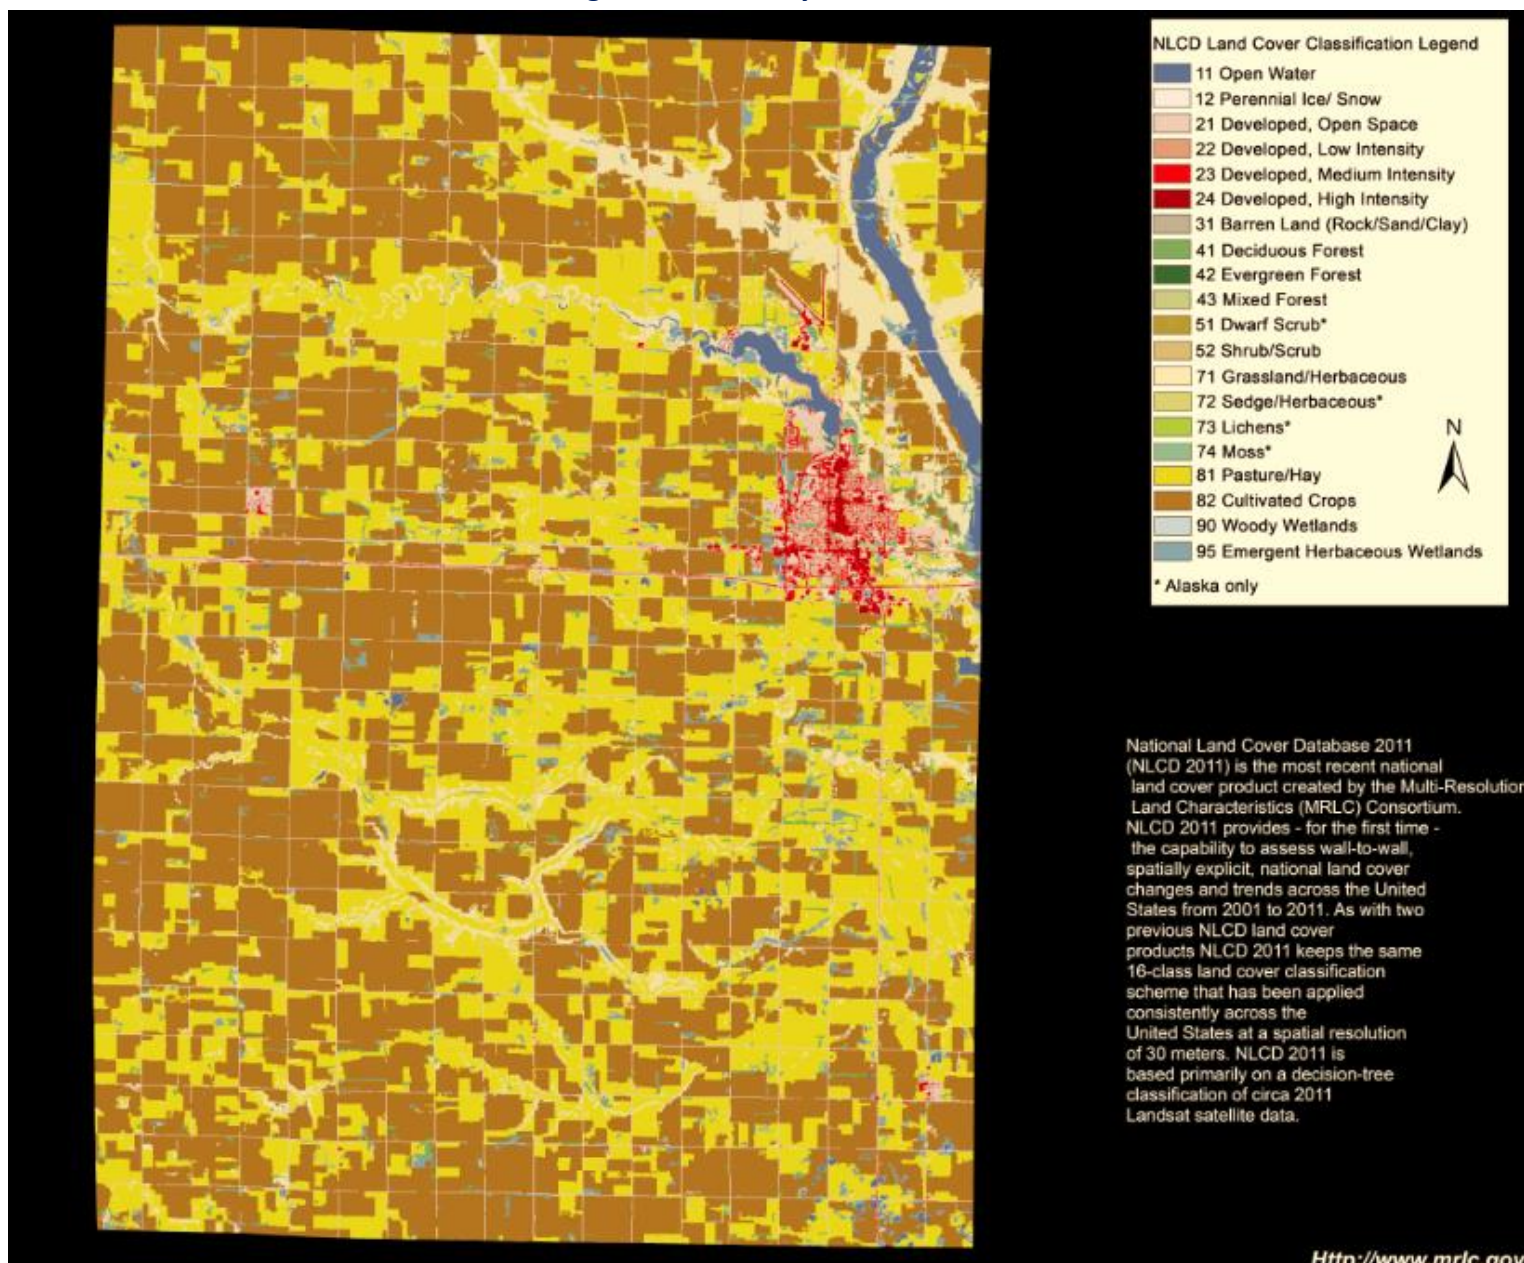 NLCD Land Cover Classification Legend
11 Open Water
12 Perennial Ice/ Snow
21 Developed, Open Space
22 Developed, Low Intensity
23 Developed, Medium Intensity
24 Developed, High Intensity
31 Barren Land (Rock/Sand/Clay)
41 Deciduous Forest
42 Evergreen Forest
43 Mixed Forest
51 Dwarf Scrub*
52 Shrub/Scrub
71 Grassland/Herbaceous
72 Sedge/Herbaceous*
73 Lichens*
74 Moss*
81 Pasture/Hay
82 Cultivated Crops
90 Woody Wetlands
95 Emergent Herbaceous Wetlands
* Alaska only
N
National Land Cover Database 2011
(NLCD 2011) is the most recent national
land cover product created by the Multi-Resolution
Land Characteristics (MRLC) Consortium.
NLCD 2011 provides - for the first time -
the capability to assess wall-to-wall,
spatially explicit, national land cover
changes and trends across the United
States from 2001 to 2011. As with two
previous NLCD land cover
products NLCD 2011 keeps the same
16-class land cover classification
scheme that has been applied
consistently across the
United States at a spatial resolution
of 30 meters. NLCD 2011 is
based primarily on a decision-tree
classification of circa 2011
Landsat satellite data.
Http://www.mrlc.gov